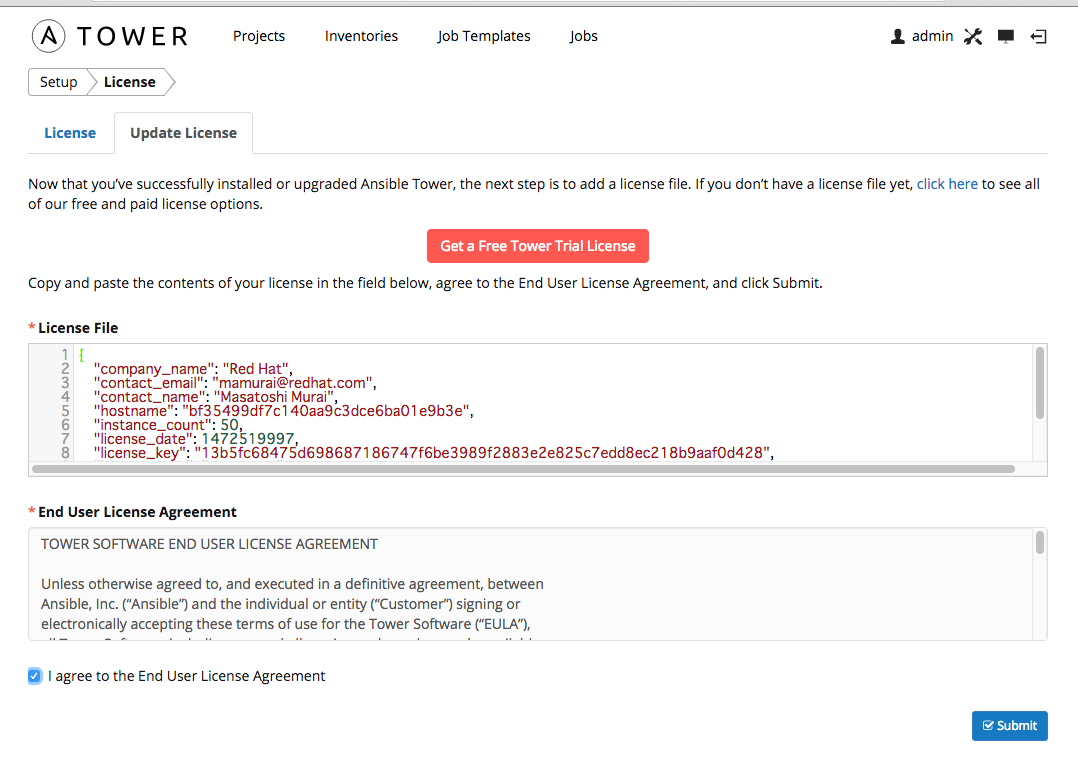 A TOWER Projects Inventories Job Templates Jobs admin
Setup License
License Update License
Now that you’ve successfully installed or upgraded Ansible Tower, the next step is to add a license file. If you don’t have a license file yet, click here to see all
of our free and paid license options.
Get a Free Tower Trial License
Copy and paste the contents of your license in the field below, agree to the End User License Agreement, and click Submit.
* License File
1 {
2 "company_name": "Red Hat",
3 "contact_email": "mamurai@redhat.com",
4 "contact_name": "Masatoshi Murai",
5 "hostname": "bf35499df7c140aa9c3dce6ba01e9b3e",
6 "instance_count": 50,
7 "license_date": 1472519997,
8 "license_key": "13b5fc68475d698687186747f6be3989f2883e2e825c7edd8ec218b9aaf0d428",
* End User License Agreement
TOWER SOFTWARE END USER LICENSE AGREEMENT
Unless otherwise agreed to, and executed in a definitive agreement, between
Ansible, Inc. (“Ansible”) and the individual or entity (“Customer”) signing or
electronically accepting these terms of use for the Tower Software (“EULA”),
I agree to the End User License Agreement
Submit